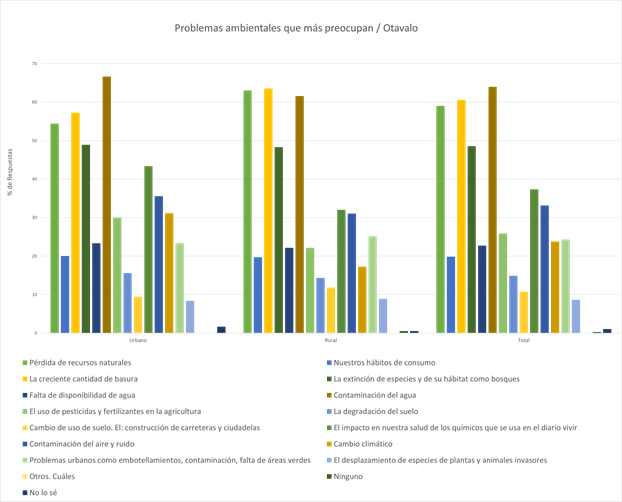 Problemas ambientales que más preocupan / Otavalo
% de Respuestas
70
60
50
40
30
20
10
0
Urbano Rural Total
Pérdida de recursos naturales Nuestros hábitos de consumo
La creciente cantidad de basura La extinción de especies y de su hábitat como bosques
Falta de disponibilidad de agua Contaminación del agua
El uso de pesticidas y fertilizantes en la agricultura La degradación del suelo
Cambio de uso de suelo. El: construcción de carreteras y ciudadelas El impacto en nuestra salud de los químicos que se usa en el diario vivir
Contaminación del aire y ruido Cambio climático
Problemas urbanos como embotellamientos, contaminación, falta de áreas verdes El desplazamiento de especies de plantas y animales invasores
Otros. Cuáles Ninguno
No lo sé